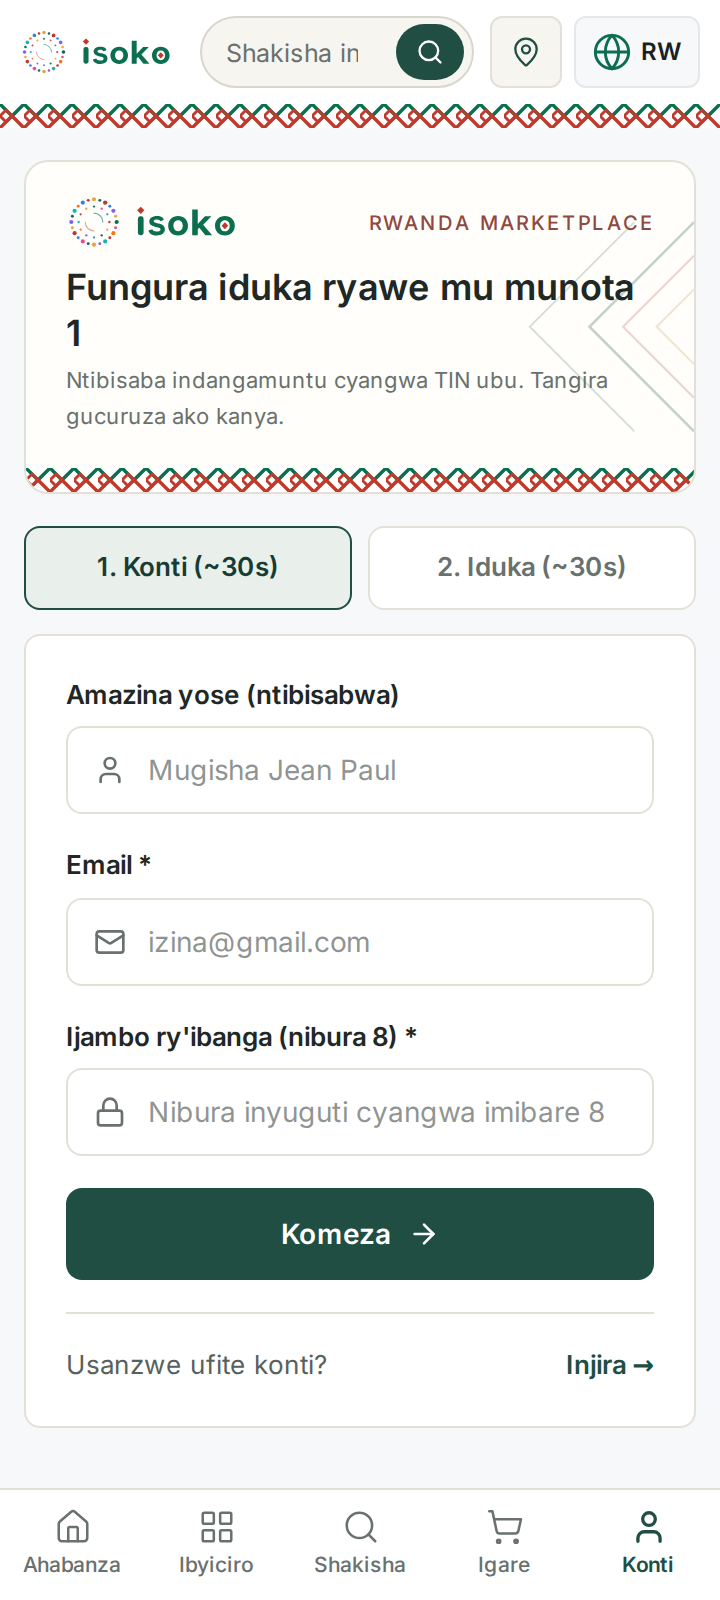 isoko
Shakisha in
RW
isoko
RWANDA MARKETPLACE
Fungura iduka ryawe mu munota
1
Ntibisaba indangamuntu cyangwa TIN ubu. Tangira
gucuruza ako kanya.
1. Konti (~30s)
2. Iduka (~30s)
Amazina yose (ntibisabwa)
Mugisha Jean Paul
Email *
izina@gmail.com
Ijambo ry'ibanga (nibura 8) *
Nibura inyuguti cyangwa imibare 8
Komeza →
Usanzwe ufite konti?
Injira →
Ahabanza
Ibyiciro
Shakisha
Igare
Konti